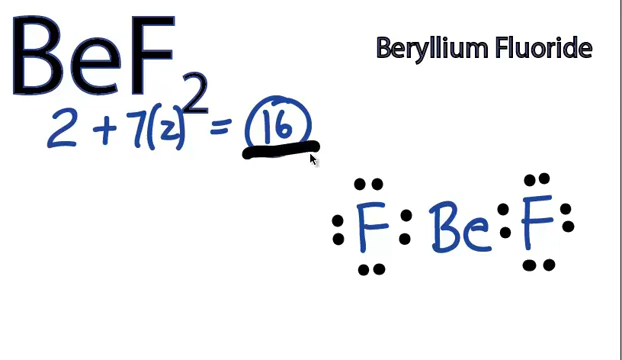 BeF2
Beryllium Fluoride
2 + 7(2) = 16
F Be F